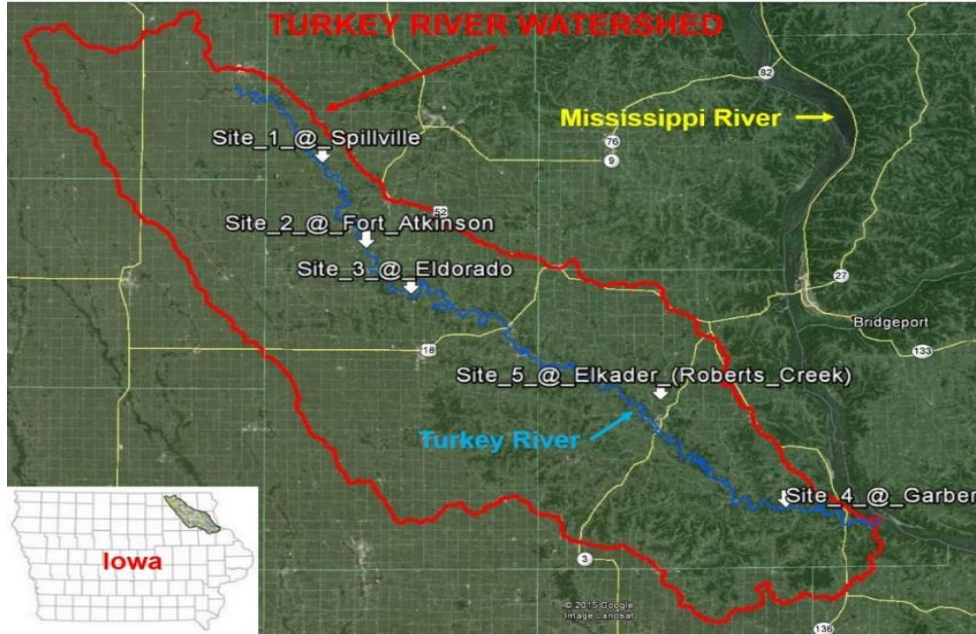 TURKEY RIVER WATERSHED
82
Mississippi River
Site_1_@_Spillville
76
9
52
Site_2_@_Fort_Atkinson
Site_3_@_Eldorado
27
Bridgeport
18
133
Site_5_@_Elkader_(Roberts_Creek)
Turkey River
Site_4_@_Garber
Iowa
3
© 2015 Google
Image Landsat
136